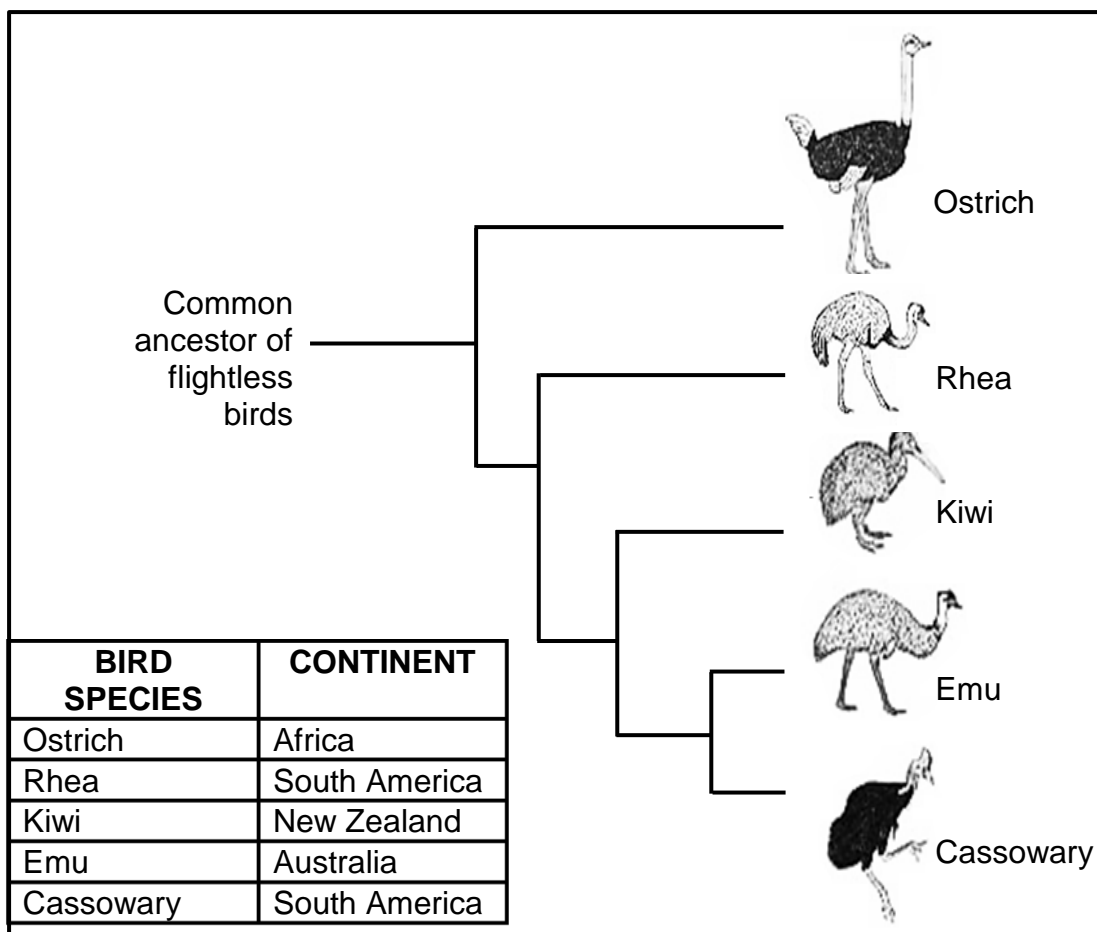 Ostrich
Common
ancestor of
flightless
birds
Rhea
Kiwi
Emu
Cassowary
BIRD SPECIES CONTINENT
Ostrich Africa
Rhea South America
Kiwi New Zealand
Emu Australia
Cassowary South America